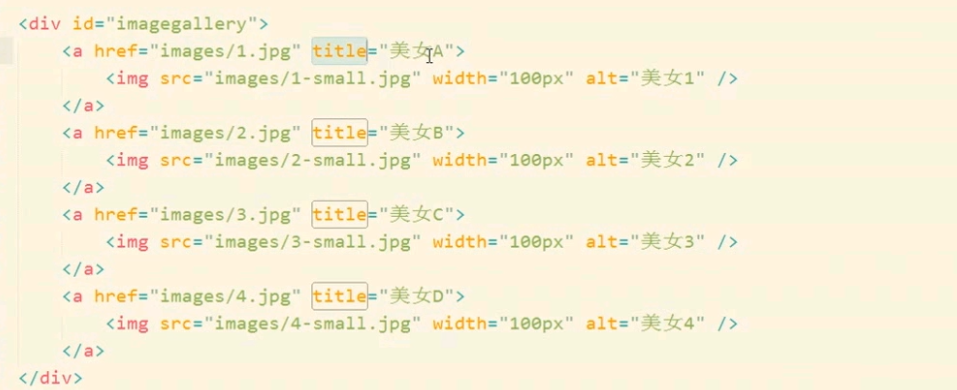 <div id="imagegallery">
<a href="images/1.jpg" title="美女A">
<img src="images/1-small.jpg" width="100px" alt="美女1" />
</a>
<a href="images/2.jpg" title="美女B">
<img src="images/2-small.jpg" width="100px" alt="美女2" />
</a>
<a href="images/3.jpg" title="美女C">
<img src="images/3-small.jpg" width="100px" alt="美女3" />
</a>
<a href="images/4.jpg" title="美女D">
<img src="images/4-small.jpg" width="100px" alt="美女4" />
</a>
</div>